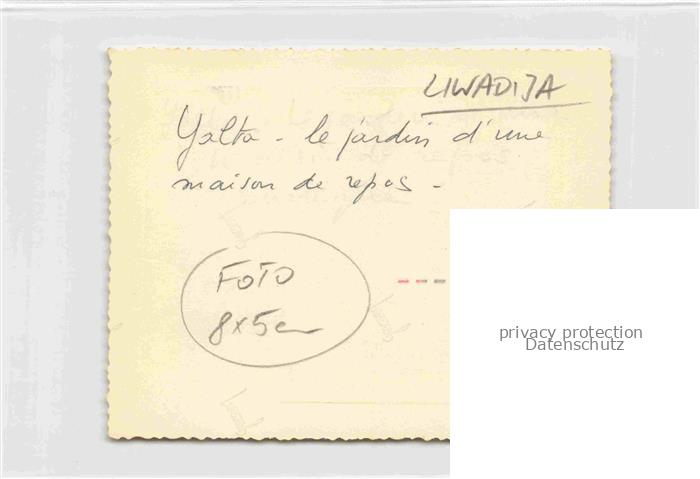 LIWADIJA
Yalta - le jardin d'une
maison de repos -
FOTO
8x5cm
privacy protection
Datenschutz